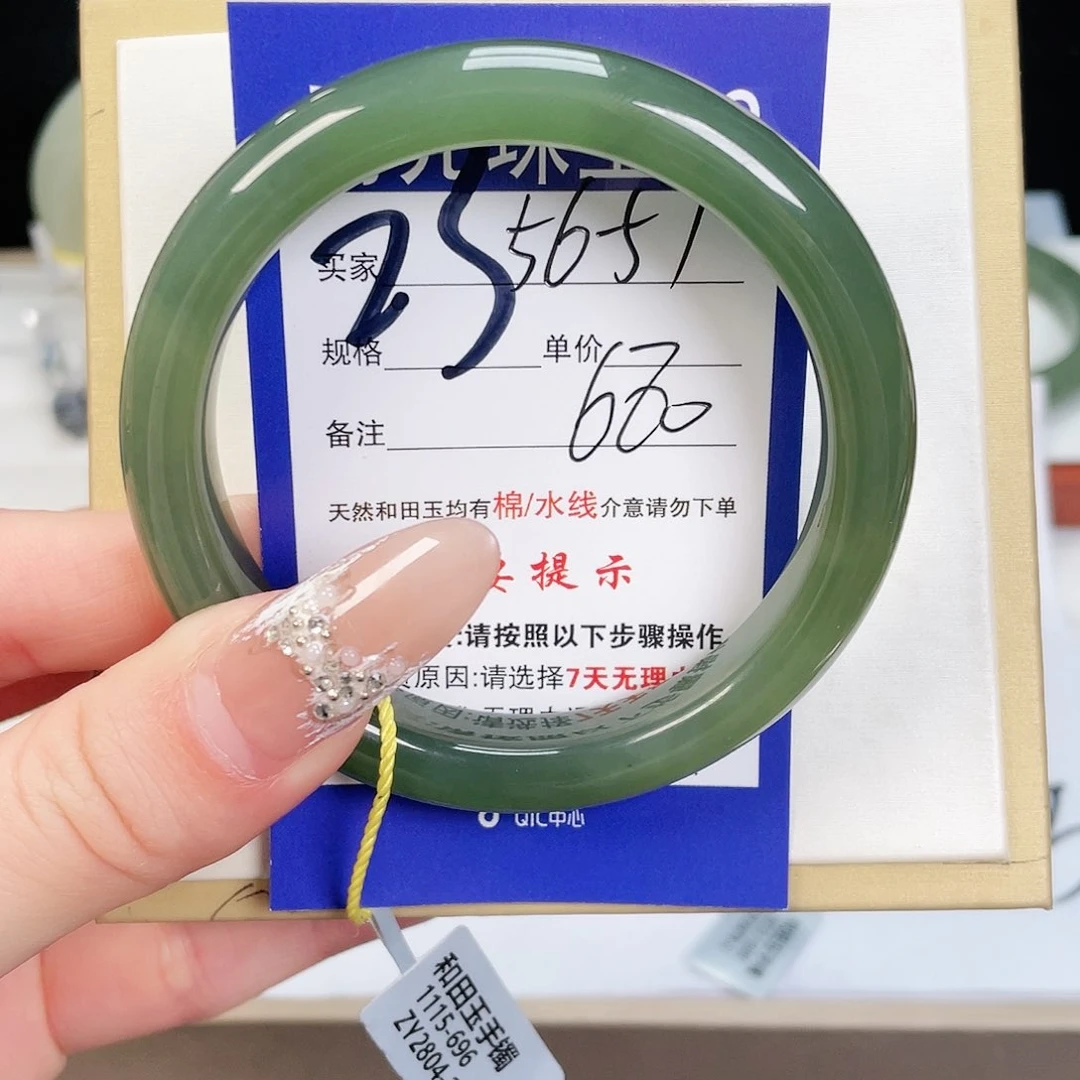 珠宝
买家 25 5651
规格 单价
备注 660
天然和田玉均有棉/水线介意请勿下单
提示
:请按照以下步骤操作
原因:请选择7天无理
QIC中心
和田玉手镯
1115-696
ZY2804